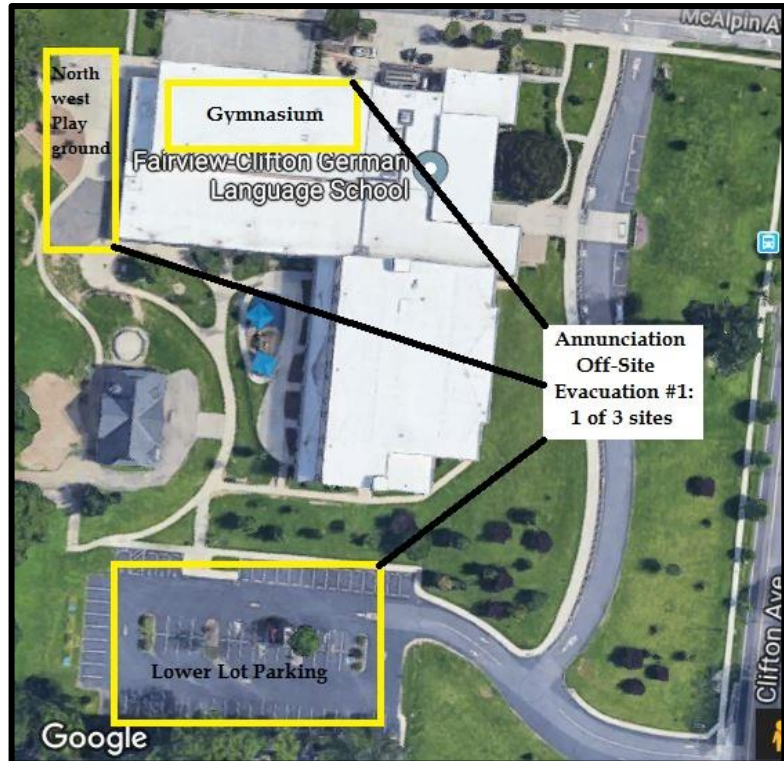 McAlpin A
North
west
Play
ground
Gymnasium
Fairview-Clifton German
Language School
Annunciation
Off-Site
Evacuation #1:
1 of 3 sites
Lower Lot Parking
Clifton Ave
Google